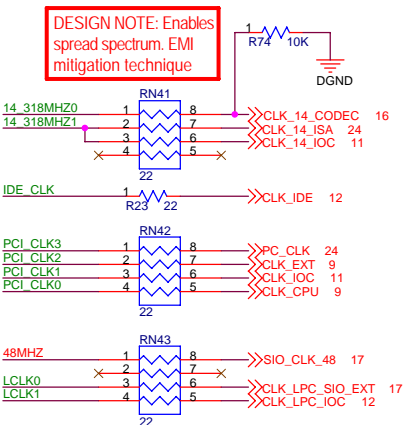 DESIGN NOTE: Enables
spread spectrum. EMI
mitigation technique
1
R74 10K
DGND
RN41
14_318MHZ0 1 8 CLK_14_CODEC 16
14_318MHZ1 2 7 CLK_14_ISA 24
3 6 CLK_14_IOC 11
4 5
22
IDE_CLK 1 CLK_IDE 12
R23 22
RN42
PCI_CLK3 1 8 PC_CLK 24
PCI_CLK2 2 7 CLK_EXT 9
PCI_CLK1 3 6 CLK_IOC 11
PCI_CLK0 4 5 CLK_CPU 9
22
RN43
48MHZ 1 8 SIO_CLK_48 17
2 7
LCLK0 3 6 CLK_LPC_SIO_EXT 17
LCLK1 4 5 CLK_LPC_IOC 12
22